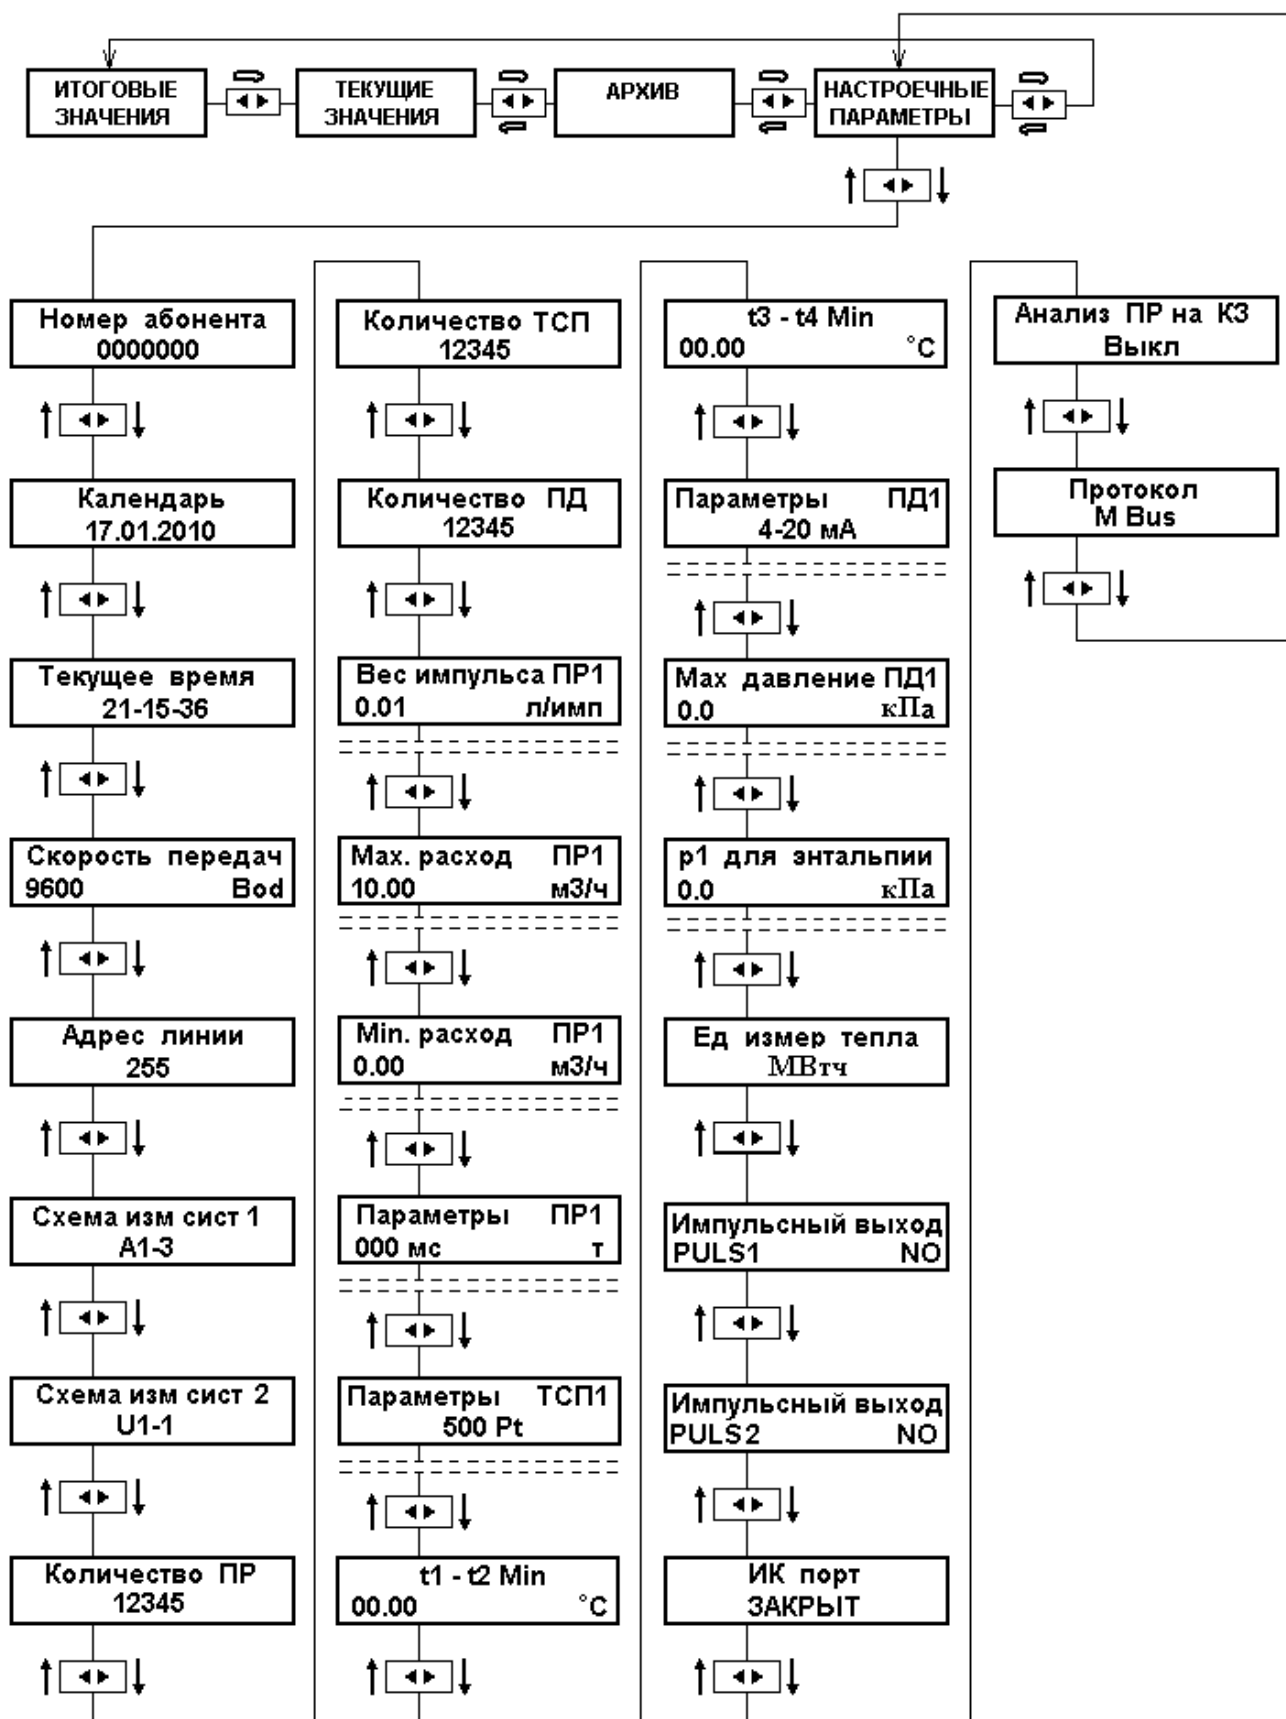 ИТОГОВЫЕ
ЗНАЧЕНИЯ
ТЕКУЩИЕ
ЗНАЧЕНИЯ
АРХИВ
НАСТРОЕЧНЫЕ
ПАРАМЕТРЫ
Номер абонента
0000000
Календарь
17.01.2010
Текущее время
21-15-36
Скорость передач
9600 Bod
Адрес линии
255
Схема изм сист 1
А1-3
Схема изм сист 2
U1-1
Количество ПР
12345
Количество ТСП
12345
Количество ПД
12345
Вес импульса ПР1
0.01 л/имп
Мах. расход ПР1
10.00 м3/ч
Min. расход ПР1
0.00 м3/ч
Параметры ПР1
000 мс т
Параметры ТСП1
500 Pt
t1 - t2 Min
00.00 °C
t3 - t4 Min
00.00 °C
Параметры ПД1
4-20 мА
Мах давление ПД1
0.0 кПа
р1 для энтальпии
0.0 кПа
Ед измер тепла
МВтч
Импульсный выход
PULS1 NO
Импульсный выход
PULS2 NO
ИК порт
ЗАКРЫТ
Анализ ПР на КЗ
Выкл
Протокол
M Bus